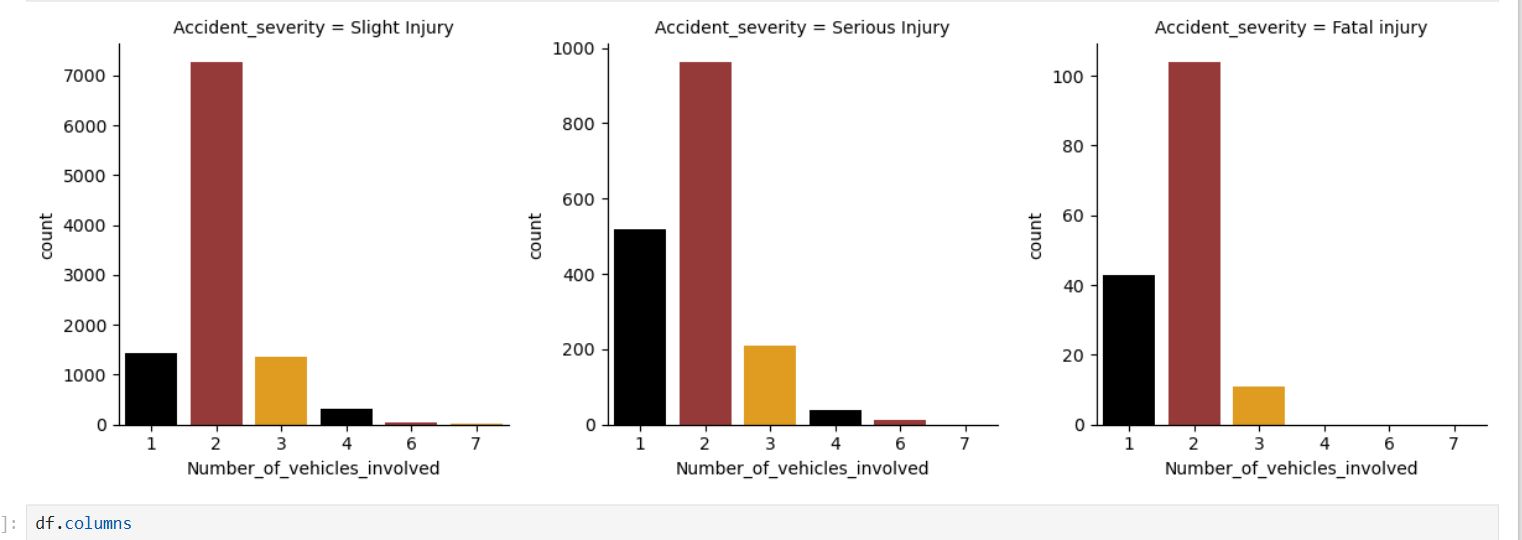 Accident_severity = Slight Injury
7000
6000
5000
4000
3000
2000
1000
0
count
1 2 3 4 6 7
Number_of_vehicles_involved
Accident_severity = Serious Injury
1000
800
600
400
200
0
count
1 2 3 4 6 7
Number_of_vehicles_involved
Accident_severity = Fatal injury
100
80
60
40
20
0
count
1 2 3 4 6 7
Number_of_vehicles_involved
]: df.columns